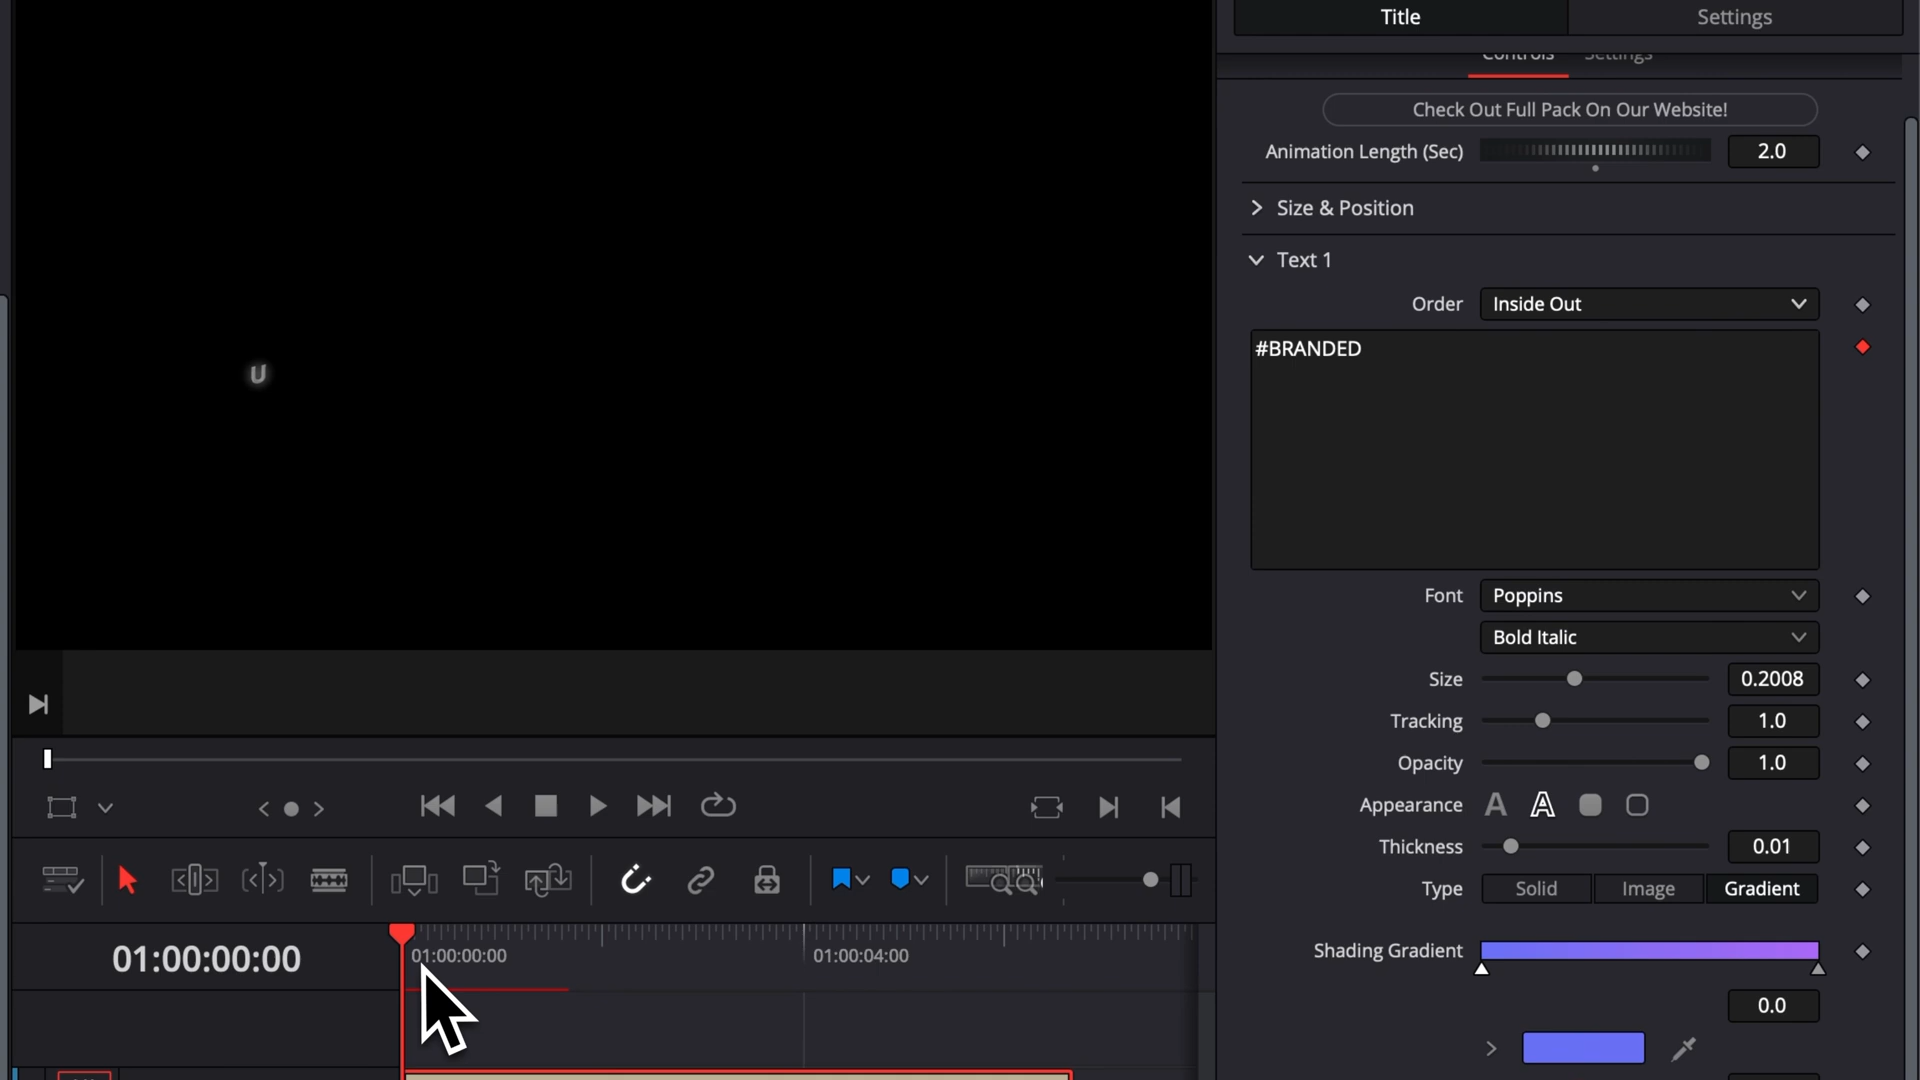 Title
Settings
Controls
Settings
Check Out Full Pack On Our Website!
Animation Length (Sec)
2.0
Size & Position
Text 1
Order
Inside Out
#BRANDED
U
Font
Poppins
Bold Italic
Size
0.2008
Tracking
1.0
Opacity
1.0
Appearance
Thickness
0.01
Type
Solid
Image
Gradient
Shading Gradient
0.0
01:00:00:00
01:00:00:00
01:00:04:00